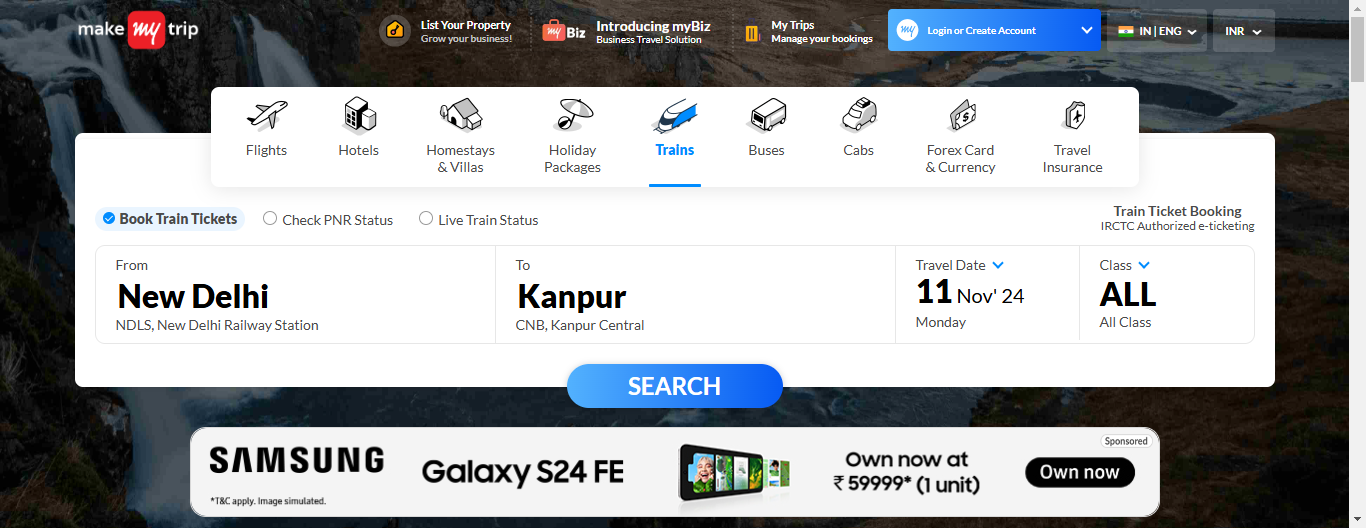 make my trip
List Your Property
Grow your business!
my Biz
Introducing myBiz
Business Travel Solution
My Trips
Manage your bookings
my
Login or Create Account
IN | ENG
INR
Flights
Hotels
Homestays
& Villas
Holiday
Packages
Trains
Buses
Cabs
Forex Card
& Currency
Travel
Insurance
Book Train Tickets
Check PNR Status
Live Train Status
Train Ticket Booking
IRCTC Authorized e-ticketing
From
New Delhi
NDLS, New Delhi Railway Station
To
Kanpur
CNB, Kanpur Central
Travel Date
11 Nov' 24
Monday
Class
ALL
All Class
SEARCH
Sponsored
SAMSUNG
*T&C apply. Image simulated.
Galaxy S24 FE
Own now at
₹ 59999* (1 unit)
Own now